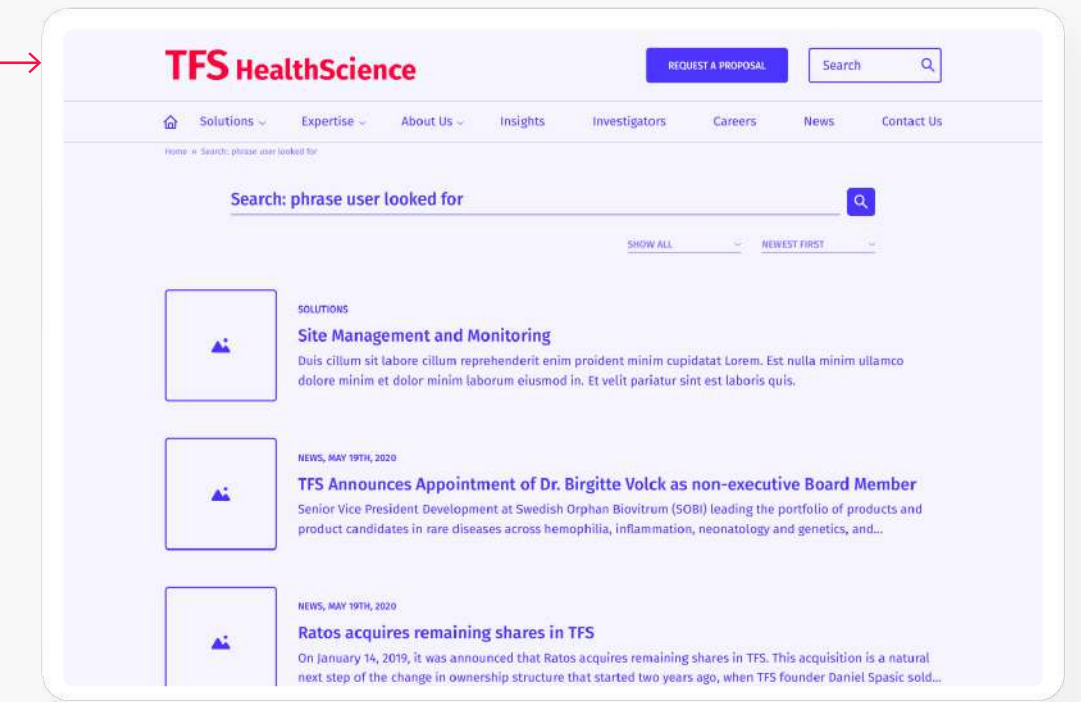 TFS HealthScience
REQUEST A PROPOSAL
Search
Solutions
Expertise
About Us
Insights
Investigators
Careers
News
Contact Us
Home » Search: phrase user looked for
Search: phrase user looked for
SHOW ALL
NEWEST FIRST
SOLUTIONS
Site Management and Monitoring
Duis cillum sit labore cillum reprehenderit enim proident minim cupidatat Lorem. Est nulla minim ullamco
dolore minim et dolor minim laborum eiusmod in. Et velit pariatur sint est laboris quis.
NEWS, MAY 19TH, 2020
TFS Announces Appointment of Dr. Birgitte Volck as non-executive Board Member
Senior Vice President Development at Swedish Orphan Biovitrum (SOBI) leading the portfolio of products and
product candidates in rare diseases across hemophilia, inflammation, neonatology and genetics, and...
NEWS, MAY 19TH, 2020
Ratos acquires remaining shares in TFS
On January 14, 2019, it was announced that Ratos acquires remaining shares in TFS. This acquisition is a natural
next step of the change in ownership structure that started two years ago, when TFS founder Daniel Spasic sold...